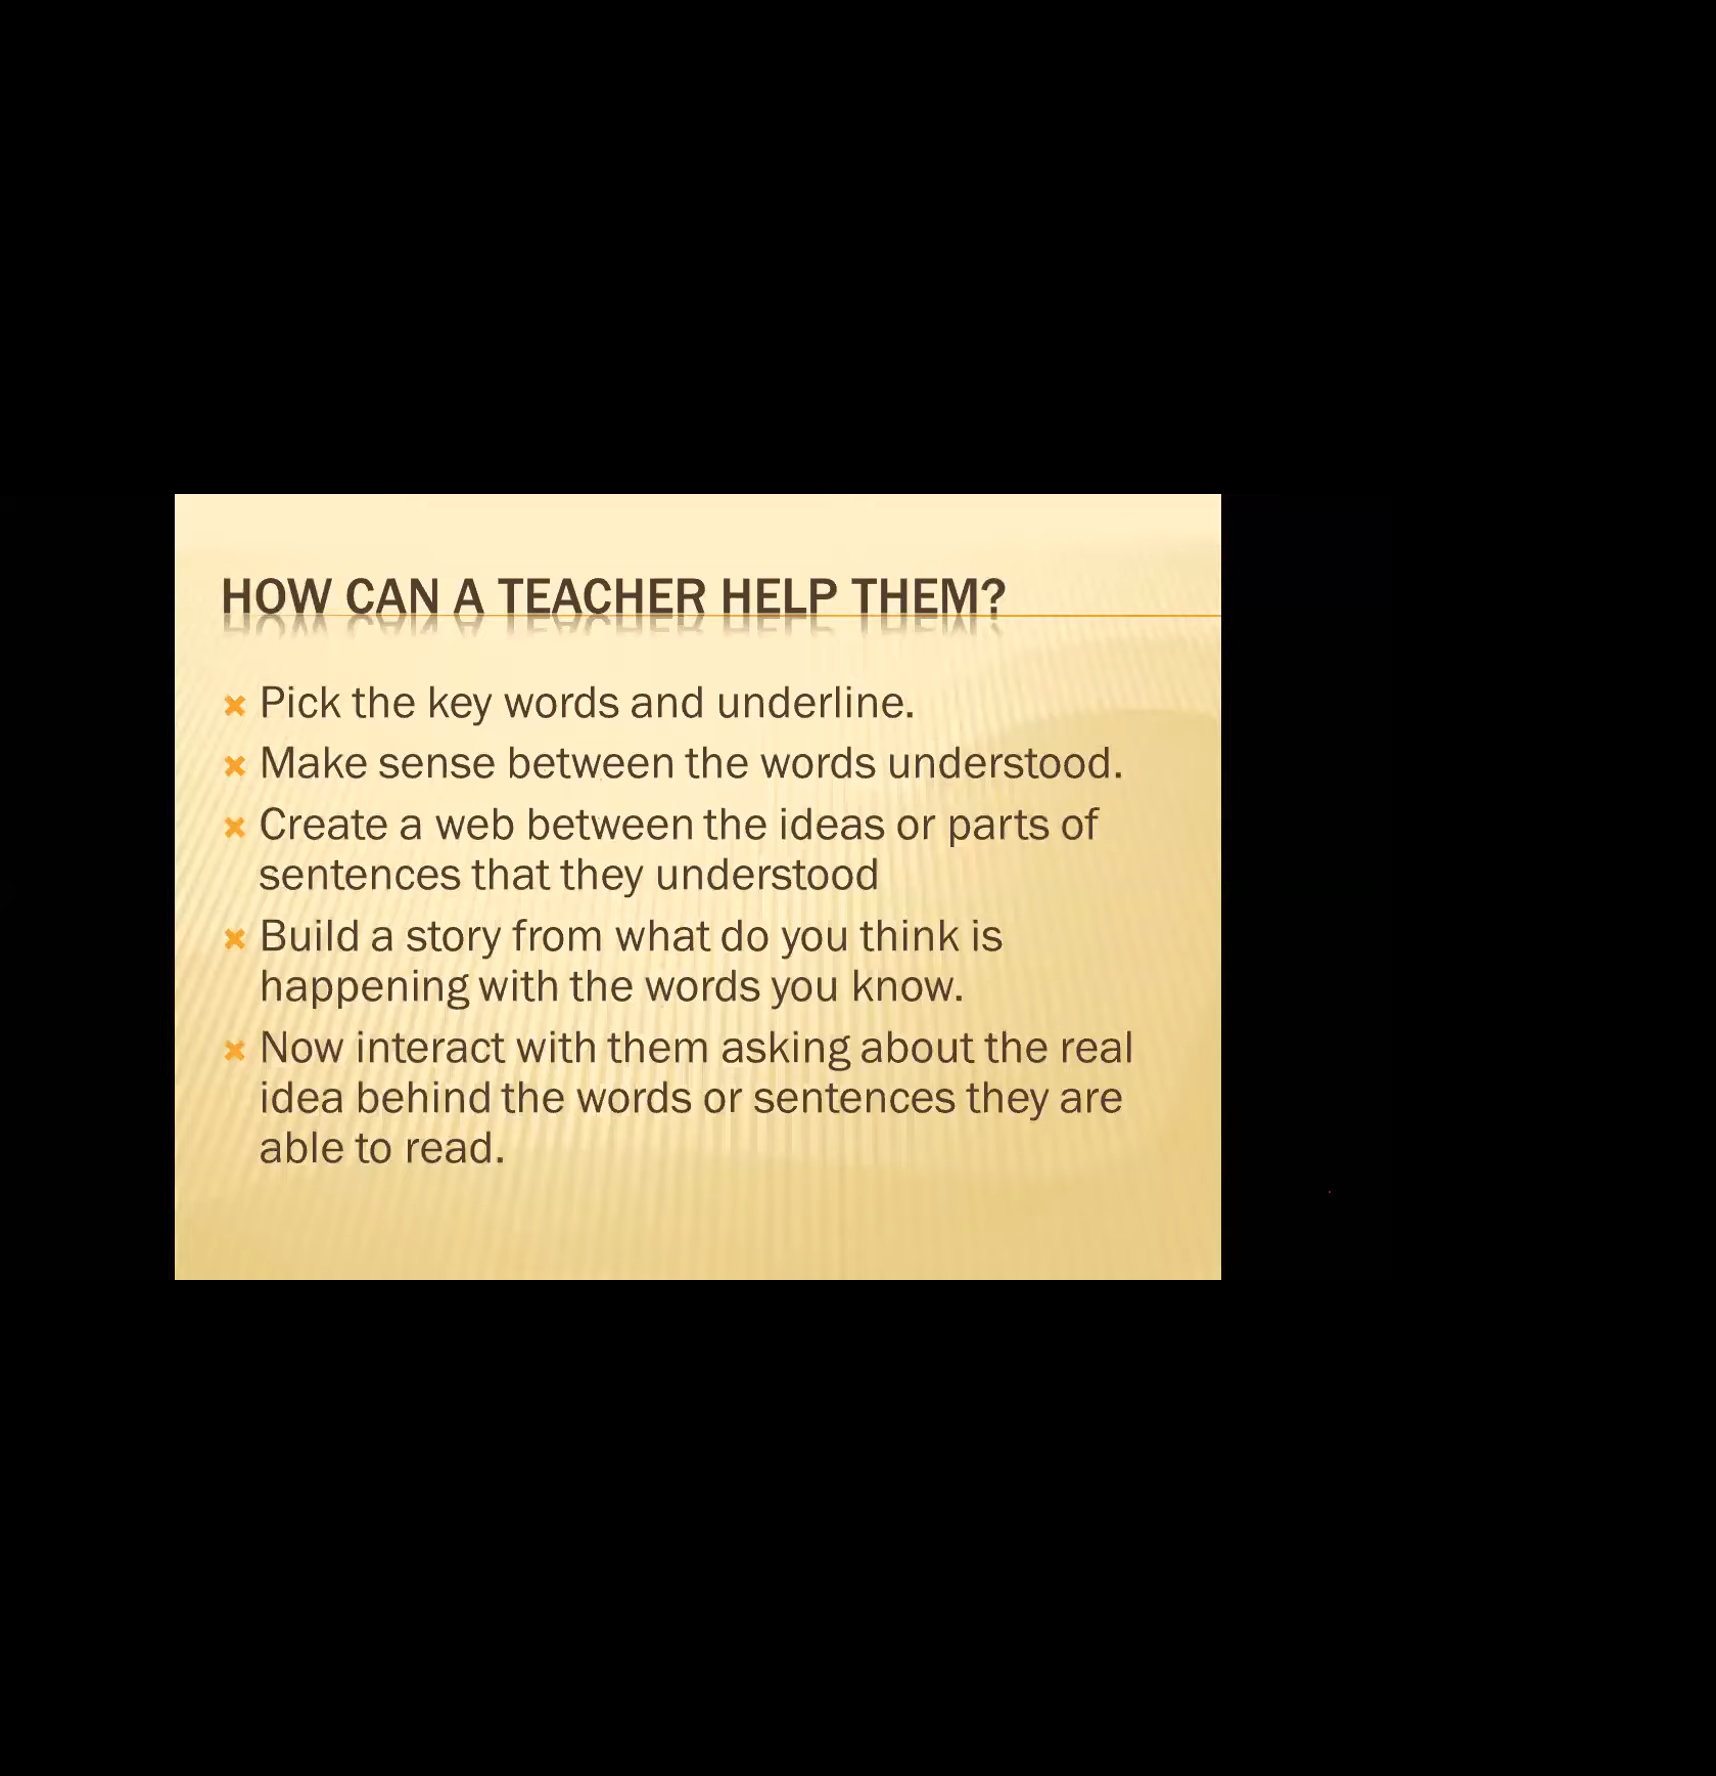 HOW CAN A TEACHER HELP THEM?
Pick the key words and underline.
Make sense between the words understood.
Create a web between the ideas or parts of
sentences that they understood
Build a story from what do you think is
happening with the words you know.
Now interact with them asking about the real
idea behind the words or sentences they are
able to read.